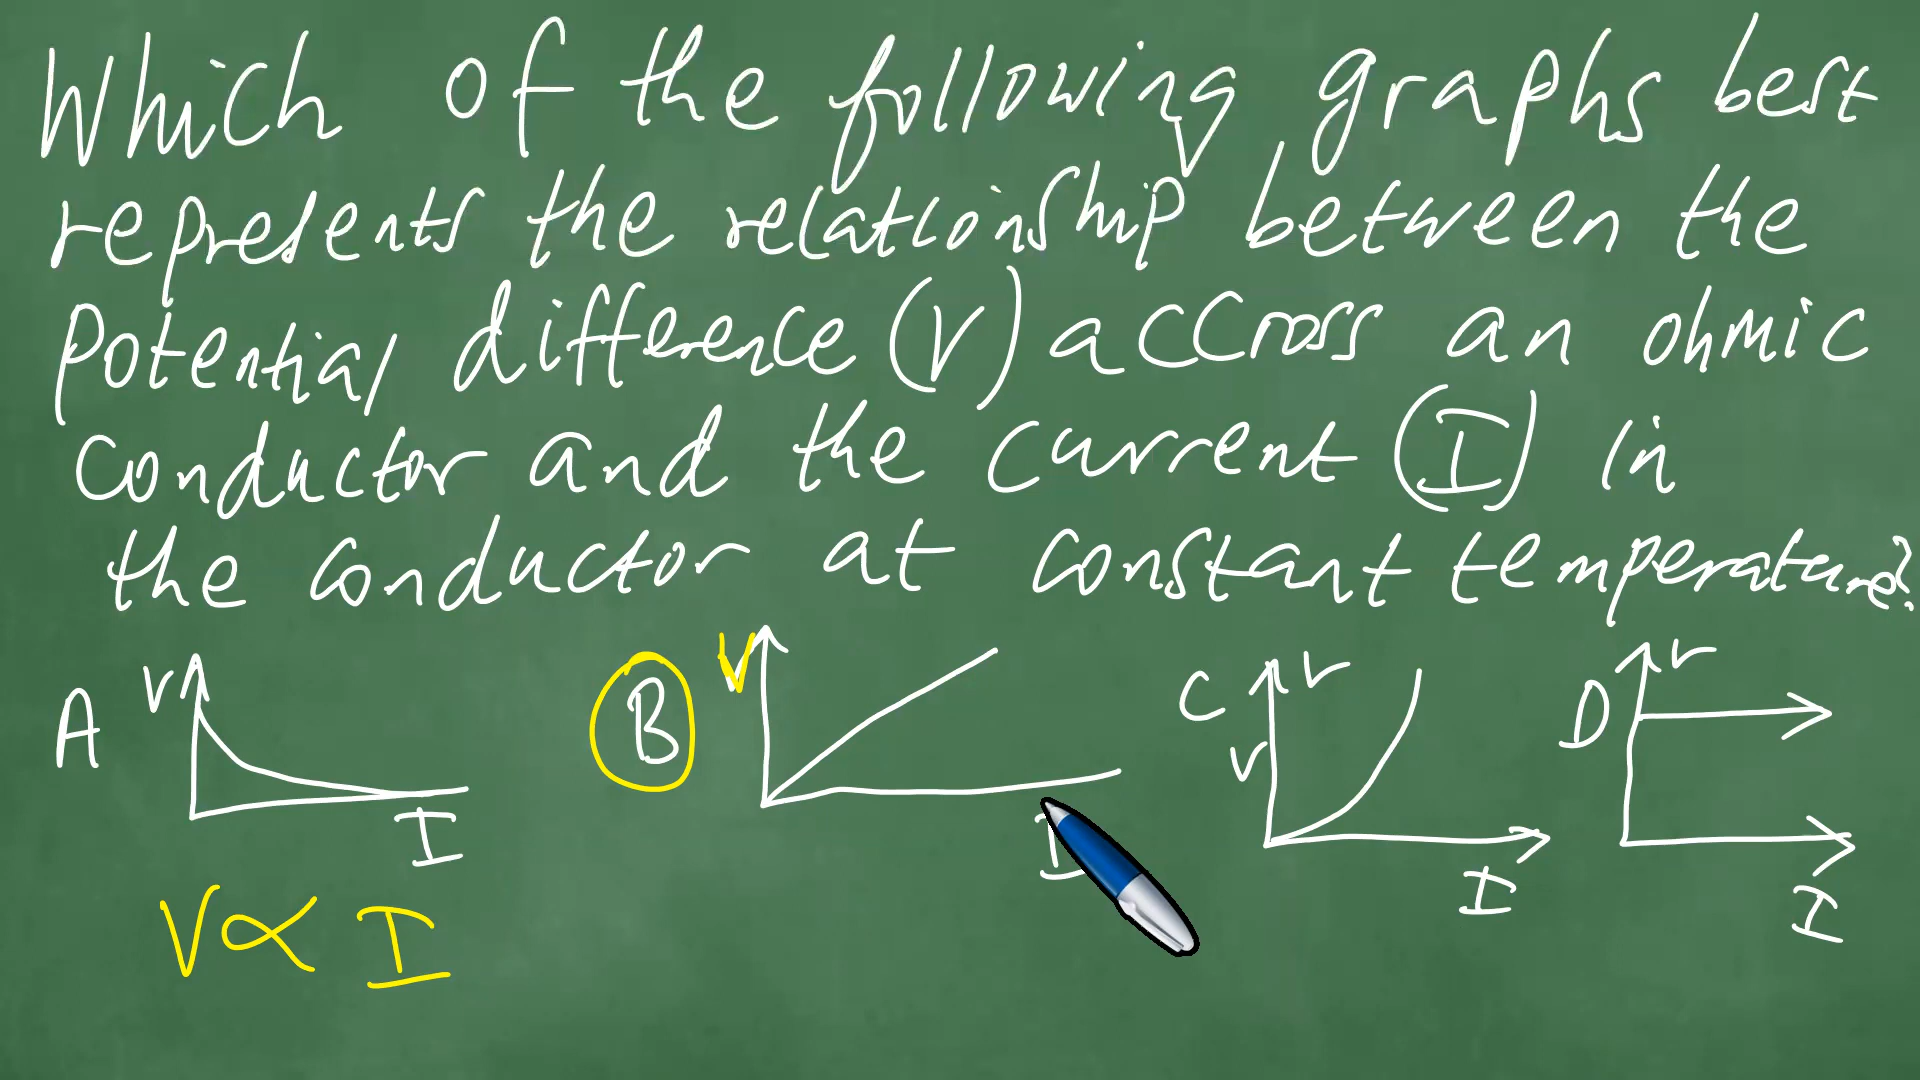 Which of the following graphs best
represents the relationship between the
potential difference (V) accross an ohmic
conductor and the current (I) in
the conductor at constant temperature?
A V I
B V I
C V V I
D V I
V ∝ I